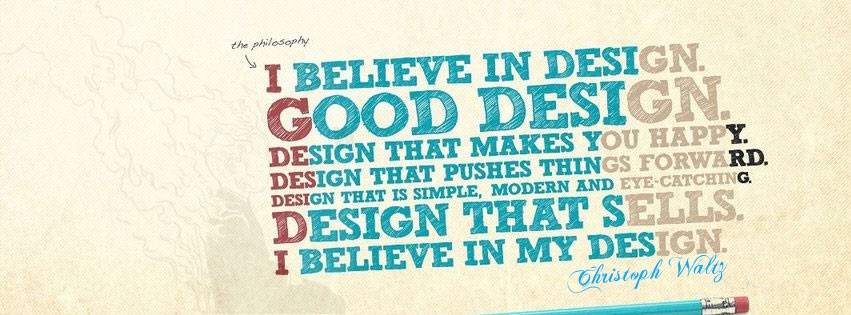 the philosophy
I BELIEVE IN DESIGN.
GOOD DESIGN.
DESIGN THAT MAKES YOU HAPPY.
DESIGN THAT PUSHES THINGS FORWARD.
DESIGN THAT IS SIMPLE, MODERN AND EYE-CATCHING.
DESIGN THAT SELLS.
I BELIEVE IN MY DESIGN.
Christoph Waltz